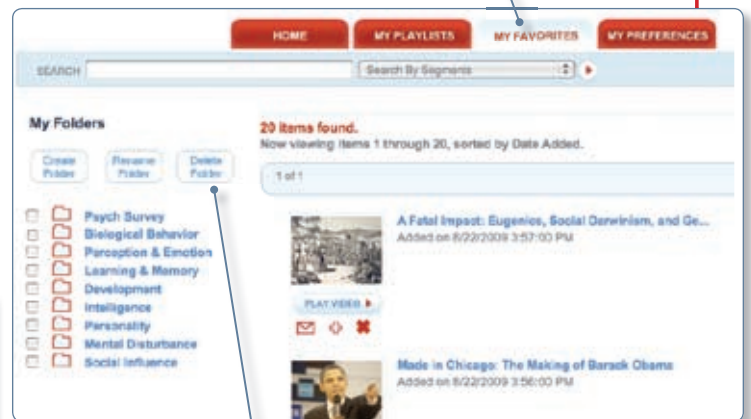 HOME MY PLAYLISTS MY FAVORITES MY PREFERENCES
SEARCH Search By Segments
My Folders
Create Folder
Rename Folder
Delete Folder
Psych Survey
Biological Behavior
Perception & Emotion
Learning & Memory
Development
Intelligence
Personality
Mental Disturbance
Social Influence
20 items found.
Now viewing items 1 through 20, sorted by Date Added.
1 of 1
A Fatal Impact: Eugenics, Social Darwinism, and Ge...
Added on 8/22/2009 3:57:00 PM
PLAY VIDEO
Made in Chicago: The Making of Barack Obama
Added on 8/22/2009 3:56:00 PM